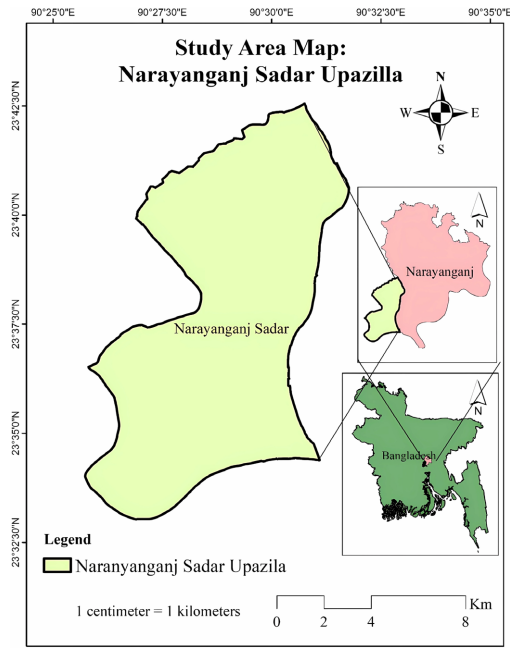 90°25'0"E 90°27'30"E 90°30'0"E 90°32'30"E 90°35'0"E
Study Area Map:
Narayanganj Sadar Upazilla
N
W E
S
23°42'30"N
23°40'0"N
23°37'30"N
23°35'0"N
23°32'30"N
N
Narayanganj
Narayanganj Sadar
N
Bangladesh
Legend
Naranyanganj Sadar Upazila
1 centimeter = 1 kilometers
Km
0 2 4 8